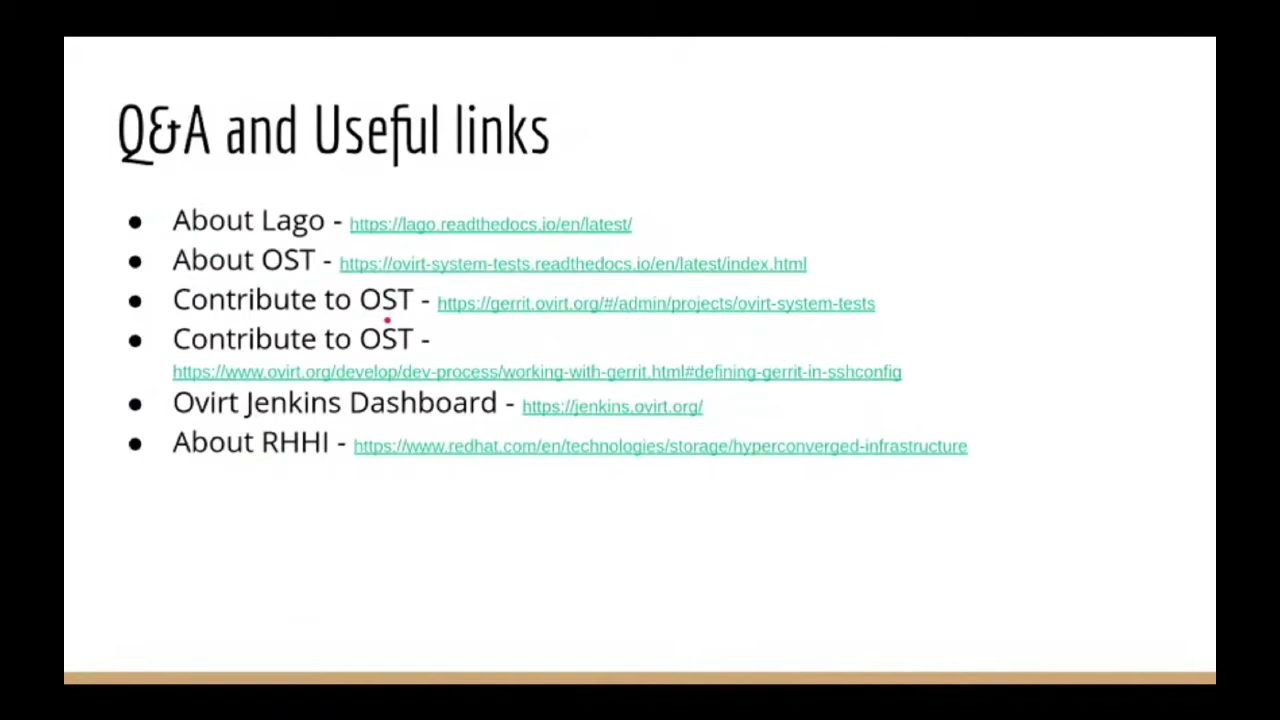 Q&A and Useful links
● About Lago - https://lago.readthedocs.io/en/latest/
● About OST - https://ovirt-system-tests.readthedocs.io/en/latest/index.html
● Contribute to OST - https://gerrit.ovirt.org/#/admin/projects/ovirt-system-tests
● Contribute to OST -
https://www.ovirt.org/develop/dev-process/working-with-gerrit.html#defining-gerrit-in-sshconfig
● Ovirt Jenkins Dashboard - https://jenkins.ovirt.org/
● About RHHI - https://www.redhat.com/en/technologies/storage/hyperconverged-infrastructure